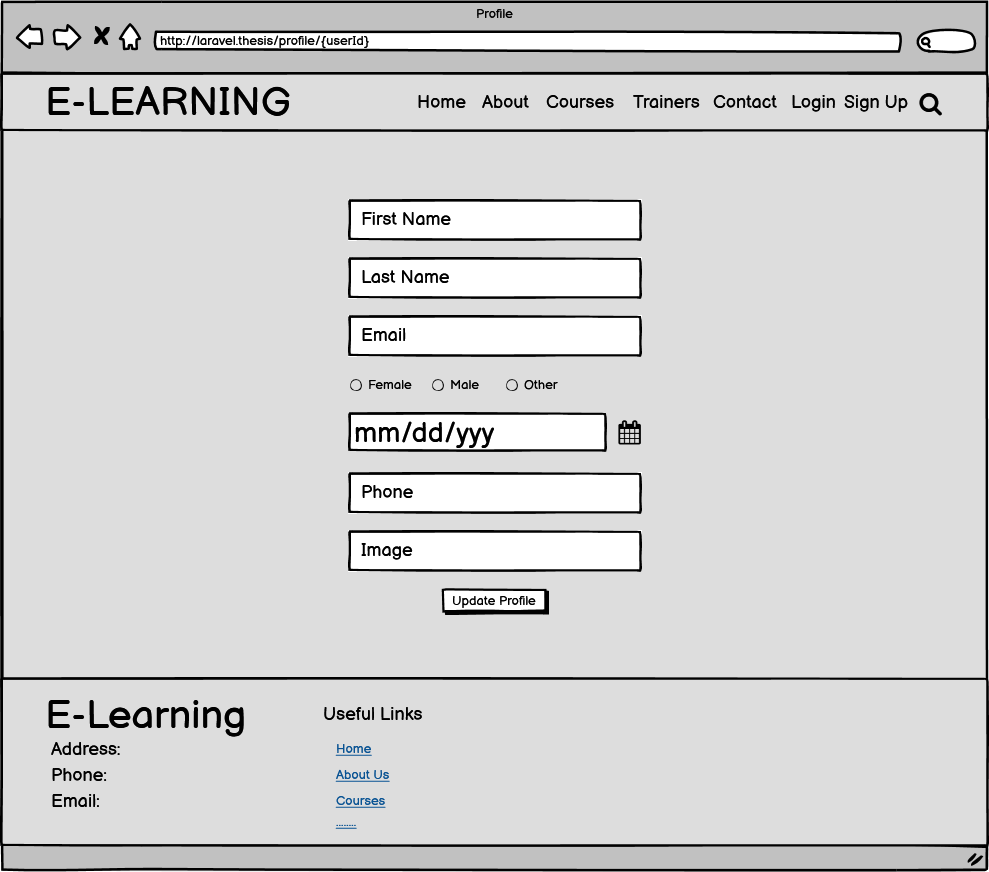 Profile
http://laravel.thesis/profile/{userId}
E-LEARNING
Home About Courses Trainers Contact Login Sign Up
First Name
Last Name
Email
Female Male Other
mm/dd/yyy
Phone
Image
Update Profile
E-Learning
Address:
Phone:
Email:
Useful Links
Home
About Us
Courses
........